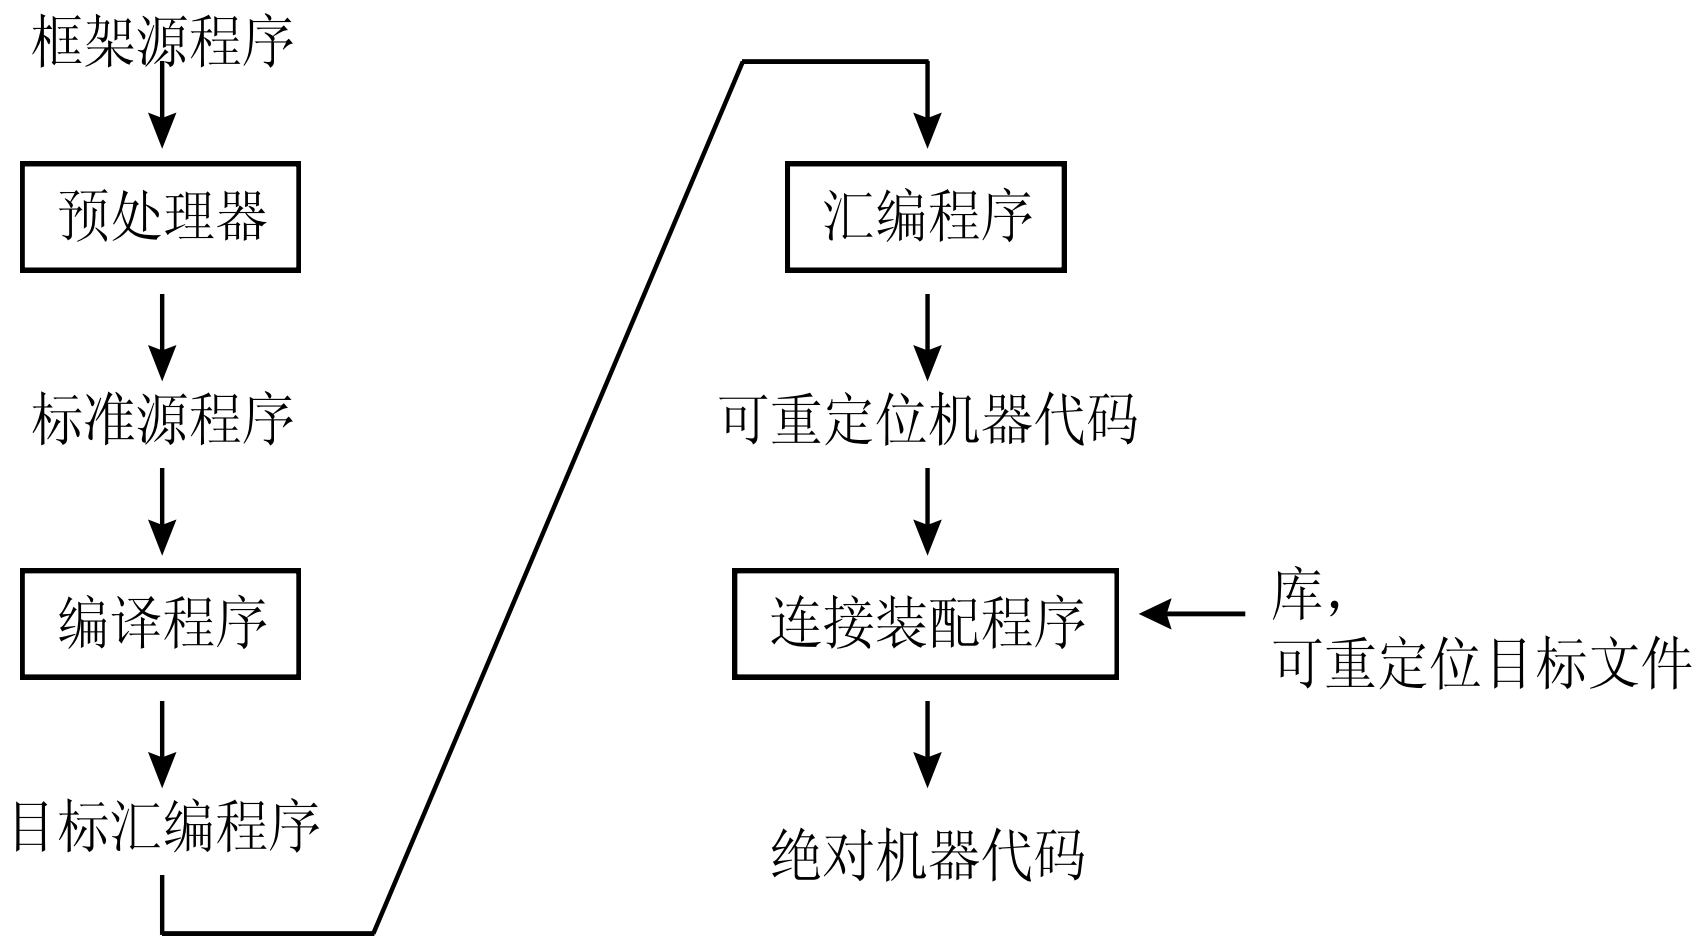 框架源程序
预处理器
标准源程序
编译程序
目标汇编程序
汇编程序
可重定位机器代码
连接装配程序
库，
可重定位目标文件
绝对机器代码